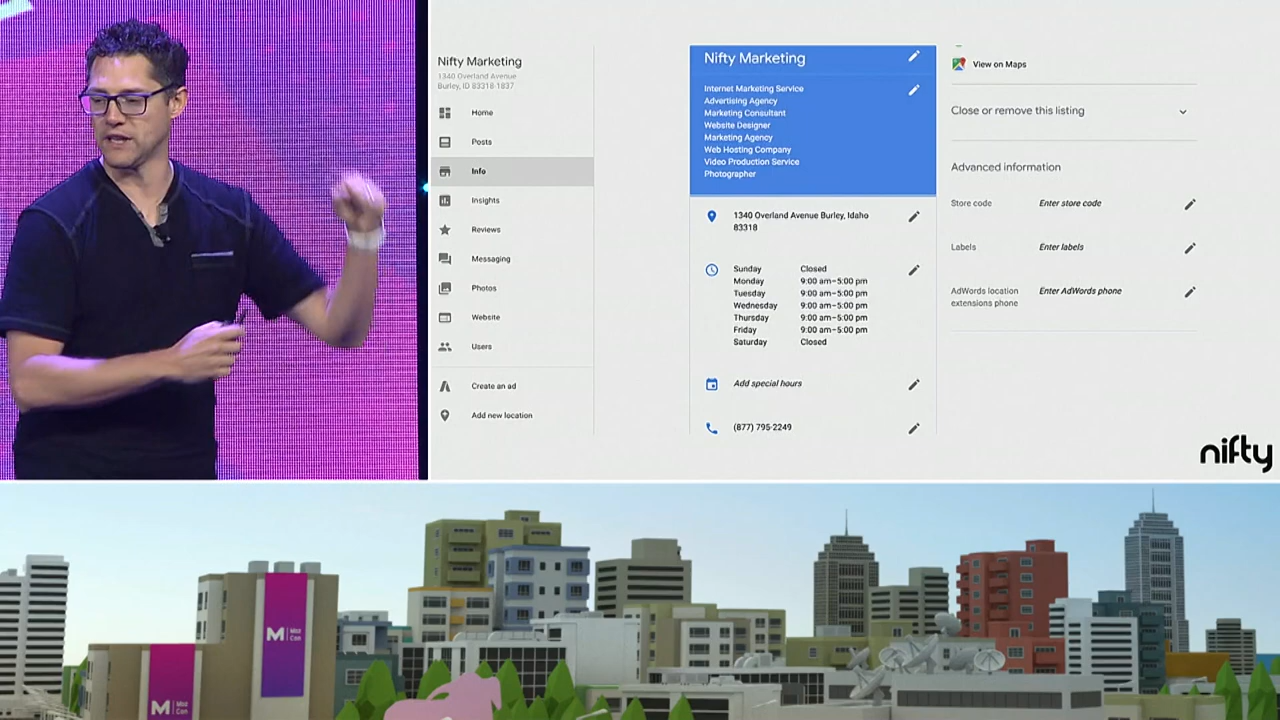 Nifty Marketing
1340 Overland Avenue
Burley, ID 83318-1837
Home
Posts
Info
Insights
Reviews
Messaging
Photos
Website
Users
Create an ad
Add new location
Nifty Marketing
Internet Marketing Service
Advertising Agency
Marketing Consultant
Website Designer
Marketing Agency
Web Hosting Company
Video Production Service
Photographer
1340 Overland Avenue Burley, Idaho
83318
Sunday Closed
Monday 9:00 am–5:00 pm
Tuesday 9:00 am–5:00 pm
Wednesday 9:00 am–5:00 pm
Thursday 9:00 am–5:00 pm
Friday 9:00 am–5:00 pm
Saturday Closed
Add special hours
(877) 795-2249
View on Maps
Close or remove this listing
Advanced information
Store code Enter store code
Labels Enter labels
AdWords location Enter AdWords phone
extensions phone
nifty
M Moz
Con
M Moz
Con